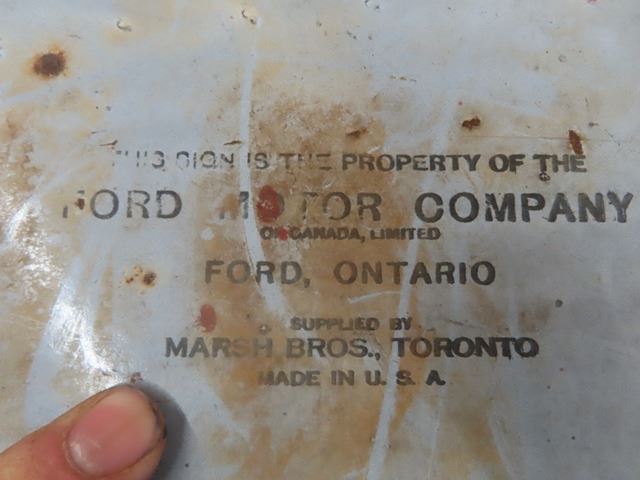 THIS SIGN IS THE PROPERTY OF THE
FORD MOTOR COMPANY
OF CANADA, LIMITED
FORD, ONTARIO
SUPPLIED BY
MARSH BROS., TORONTO
MADE IN U. S. A.